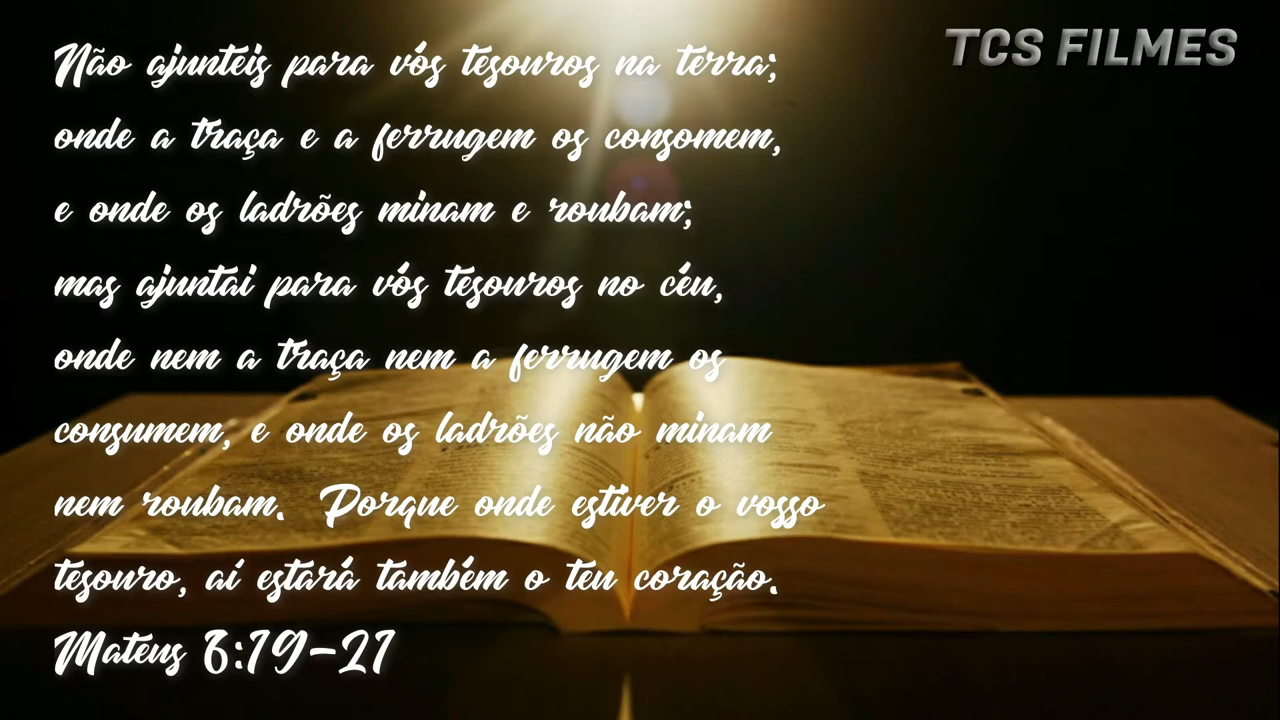 TCS FILMES
Não ajunteis para vós tesouros na terra;
onde a traça e a ferrugem os consomem,
e onde os ladrões minam e roubam;
mas ajuntai para vós tesouros no céu,
onde nem a traça nem a ferrugem os
consumem, e onde os ladrões não minam
nem roubam. Porque onde estiver o vosso
tesouro, aí estará também o teu coração.
Mateus 6:19-21